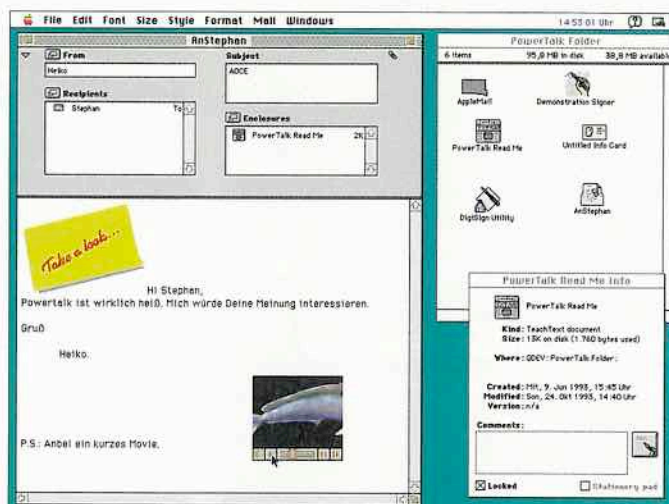 File Edit Font Size Style Format Mail Windows 14:53:01 Uhr
AnStephan
From
Heiko
Subject
AOCE
Recipients
Stephan To
Enclosures
PowerTalk Read Me 2K
Take a look...
Hi Stephan,
Powertalk ist wirklich heiß. Mich würde Deine Meinung interessieren.
Gruß
Heiko.
P.S.: Anbei ein kurzes Movie.
PowerTalk Folder
6 items 95,8 MB in disk 38,8 MB available
AppleMail
Demonstration Signer
PowerTalk Read Me
Untitled Info Card
DigiSign Utility
AnStephan
PowerTalk Read Me Info
PowerTalk Read Me
Kind: TeachText document
Size: 13K on disk (1.760 bytes used)
Where: QDEV: PowerTalk Folder:
Created: Mit, 9. Jun 1993, 15:45 Uhr
Modified: Son, 24. Okt 1993, 14:40 Uhr
Version: n/a
Comments:
Locked
Stationery pad